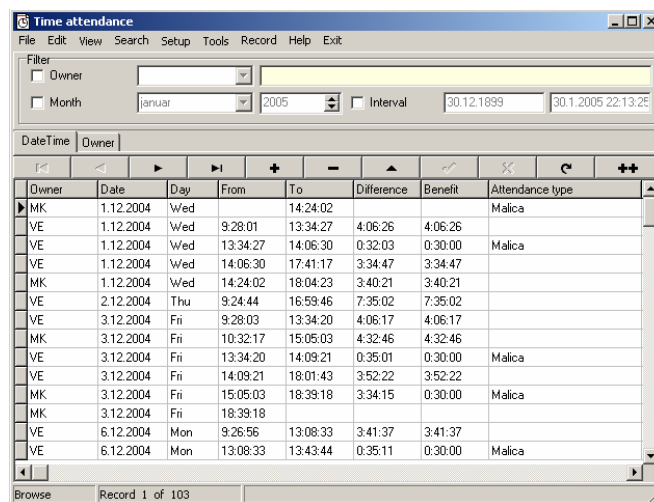 Time attendance
File Edit View Search Setup Tools Record Help Exit
Filter
Owner
Month januar 2005 Interval 30.12.1899 30.1.2005 22:13:25
DateTime Owner
Owner Date Day From To Difference Benefit Attendance type
MK 1.12.2004 Wed 14:24:02 Malica
VE 1.12.2004 Wed 9:28:01 13:34:27 4:06:26 4:06:26
VE 1.12.2004 Wed 13:34:27 14:06:30 0:32:03 0:30:00 Malica
VE 1.12.2004 Wed 14:06:30 17:41:17 3:34:47 3:34:47
MK 1.12.2004 Wed 14:24:02 18:04:23 3:40:21 3:40:21
VE 2.12.2004 Thu 9:24:44 16:59:46 7:35:02 7:35:02
VE 3.12.2004 Fri 9:28:03 13:34:20 4:06:17 4:06:17
MK 3.12.2004 Fri 10:32:17 15:05:03 4:32:46 4:32:46
VE 3.12.2004 Fri 13:34:20 14:09:21 0:35:01 0:30:00 Malica
VE 3.12.2004 Fri 14:09:21 18:01:43 3:52:22 3:52:22
MK 3.12.2004 Fri 15:05:03 18:39:18 3:34:15 0:30:00 Malica
MK 3.12.2004 Fri 18:39:18
VE 6.12.2004 Mon 9:26:56 13:08:33 3:41:37 3:41:37
VE 6.12.2004 Mon 13:08:33 13:43:44 0:35:11 0:30:00 Malica
Browse Record 1 of 103